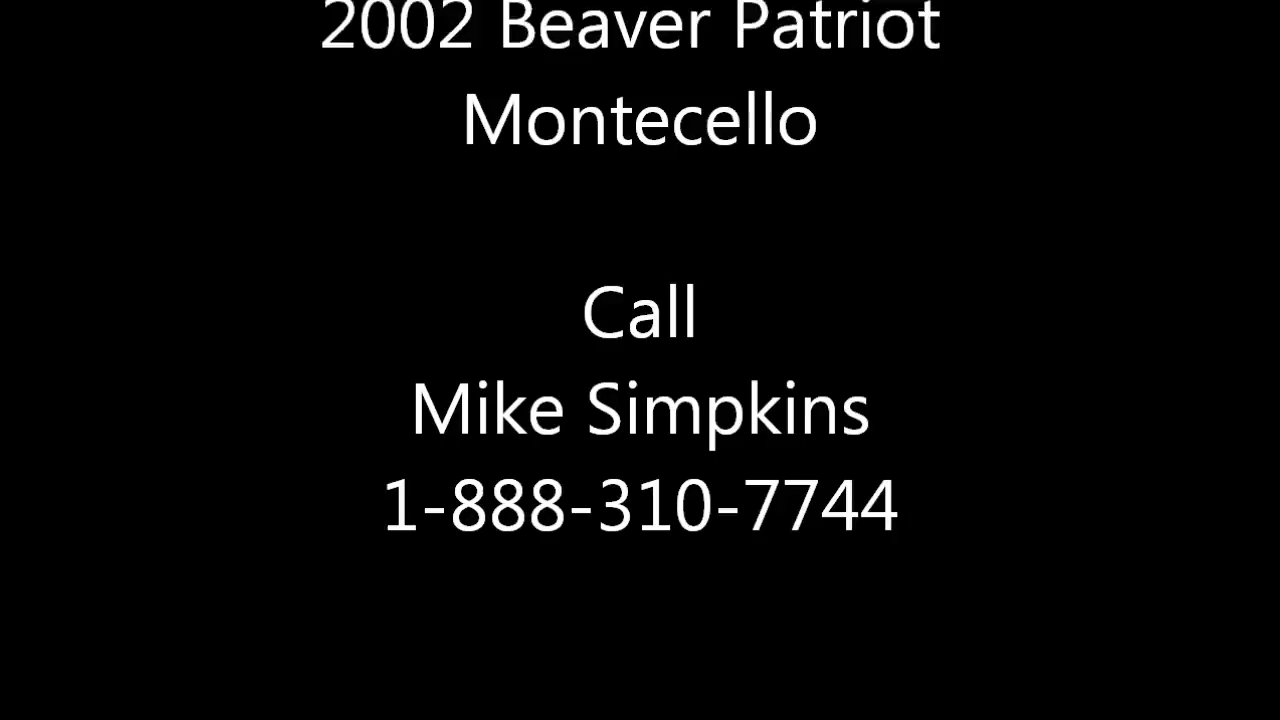 2002 Beaver Patriot
Montecello
Call
Mike Simpkins
1-888-310-7744